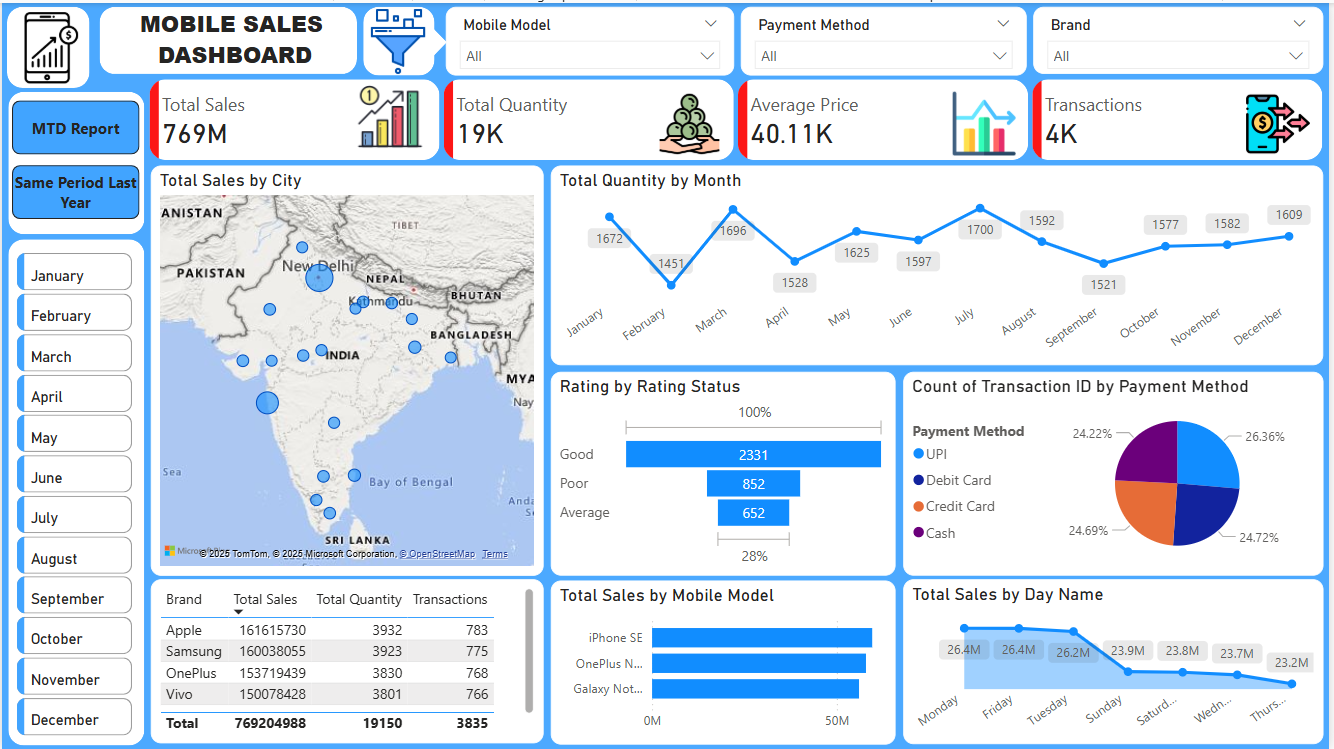 MOBILE SALES
DASHBOARD
Mobile Model
All
Payment Method
All
Brand
All
MTD Report
Same Period Last
Year
Total Sales
769M
Total Quantity
19K
Average Price
40.11K
Transactions
4K
January
February
March
April
May
June
July
August
September
October
November
December
Total Sales by City
ANISTAN
TIBET
PAKISTAN
New Delhi
NEPAL
Kathmandu
BHUTAN
BANGLADESH
INDIA
MYA
Nay
Sea
Bay of Bengal
Anda
S
SRI LANKA
© 2025 TomTom, © 2025 Microsoft Corporation, © OpenStreetMap Terms
Total Quantity by Month
1672
1451
1696
1528
1625
1597
1700
1592
1521
1577
1582
1609
January
February
March
April
May
June
July
August
September
October
November
December
Rating by Rating Status
100%
Good 2331
Poor 852
Average 652
28%
Count of Transaction ID by Payment Method
Payment Method
UPI
Debit Card
Credit Card
Cash
24.22%
26.36%
24.69%
24.72%
Brand Total Sales Total Quantity Transactions
Apple 161615730 3932 783
Samsung 160038055 3923 775
OnePlus 153719439 3830 768
Vivo 150078428 3801 766
Total 769204988 19150 3835
Total Sales by Mobile Model
iPhone SE
OnePlus N...
Galaxy Not...
0M 50M
Total Sales by Day Name
26.4M
26.4M
26.2M
23.9M
23.8M
23.7M
23.2M
Monday
Friday
Tuesday
Sunday
Saturd...
Wedn...
Thurs...